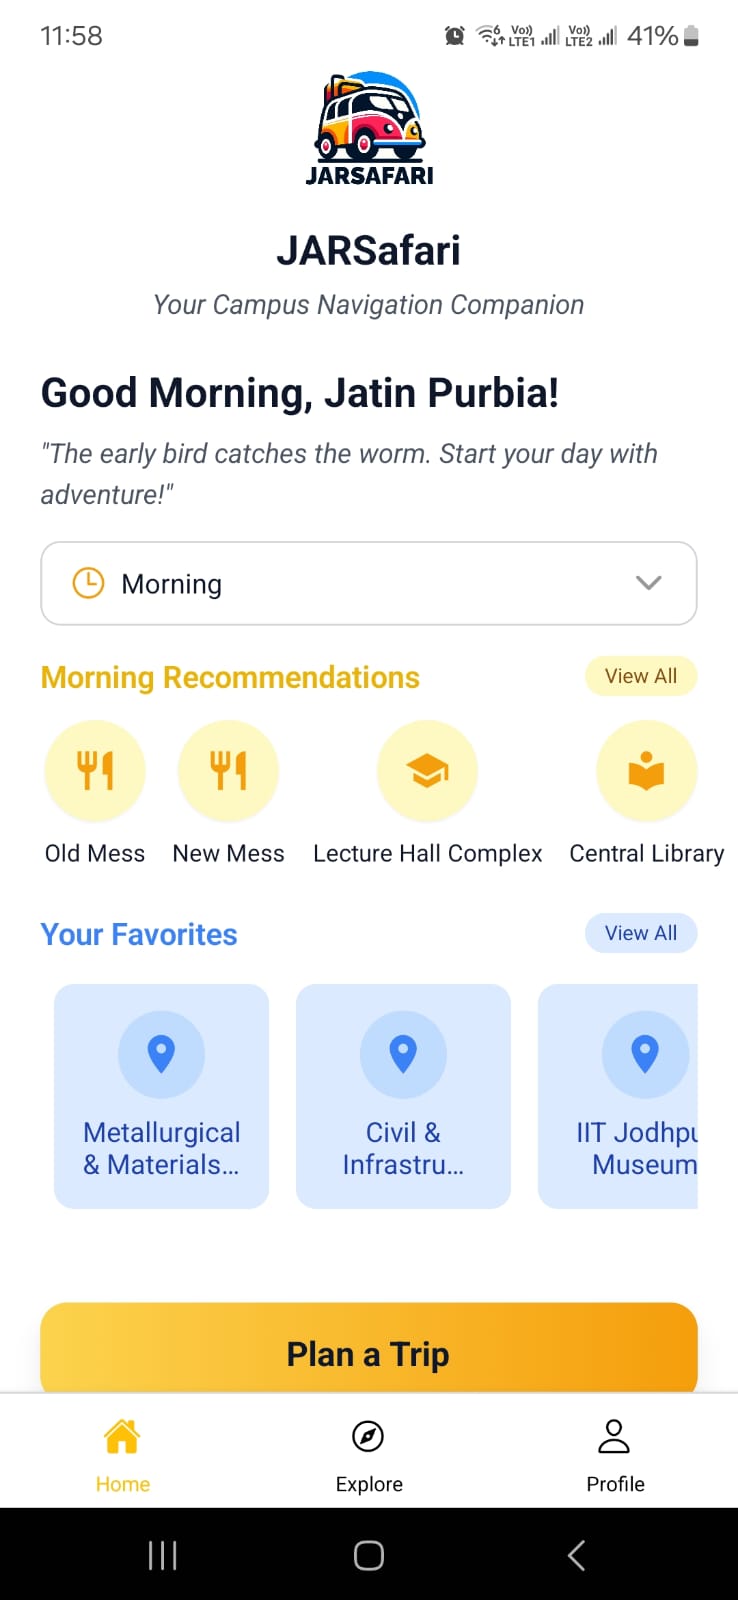 11:58
Vo)) LTE1 Vo)) LTE2 41%
JARSAFARI
JARSafari
Your Campus Navigation Companion
Good Morning, Jatin Purbia!
"The early bird catches the worm. Start your day with
adventure!"
Morning
Morning Recommendations
View All
Old Mess
New Mess
Lecture Hall Complex
Central Library
Your Favorites
View All
Metallurgical
& Materials...
Civil &
Infrastru...
IIT Jodhpu
Museum
Plan a Trip
Home
Explore
Profile